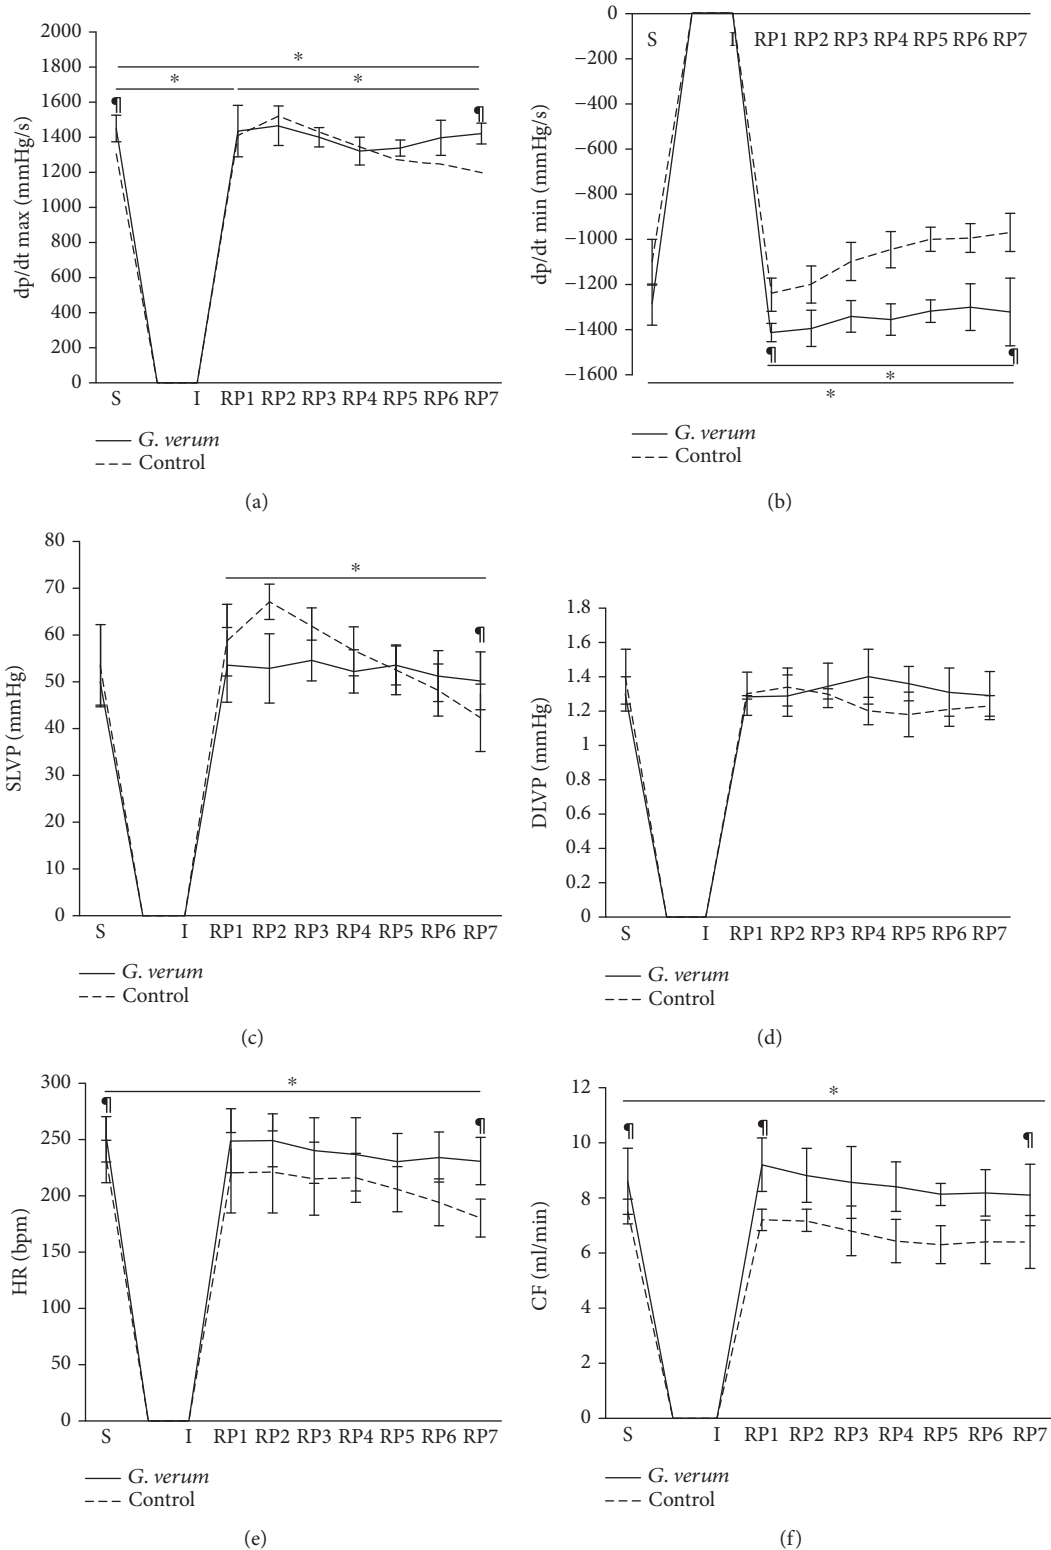 2000
1800
1600
1400
1200
1000
800
600
400
200
0
dp/dt max (mmHg/s)
*
*
*
¶
¶
S I RP1 RP2 RP3 RP4 RP5 RP6 RP7
G. verum
Control
(a)
0
−200
−400
−600
−800
−1000
−1200
−1400
−1600
dp/dt min (mmHg/s)
S I RP1 RP2 RP3 RP4 RP5 RP6 RP7
¶
¶
*
*
G. verum
Control
(b)
80
70
60
50
40
30
20
10
0
SLVP (mmHg)
*
¶
S I RP1 RP2 RP3 RP4 RP5 RP6 RP7
G. verum
Control
(c)
1.8
1.6
1.4
1.2
1
0.8
0.6
0.4
0.2
0
DLVP (mmHg)
S I RP1 RP2 RP3 RP4 RP5 RP6 RP7
G. verum
Control
(d)
300
250
200
150
100
50
0
HR (bpm)
*
¶
¶
S I RP1 RP2 RP3 RP4 RP5 RP6 RP7
G. verum
Control
(e)
12
10
8
6
4
2
0
CF (ml/min)
*
¶
¶
¶
S I RP1 RP2 RP3 RP4 RP5 RP6 RP7
G. verum
Control
(f)